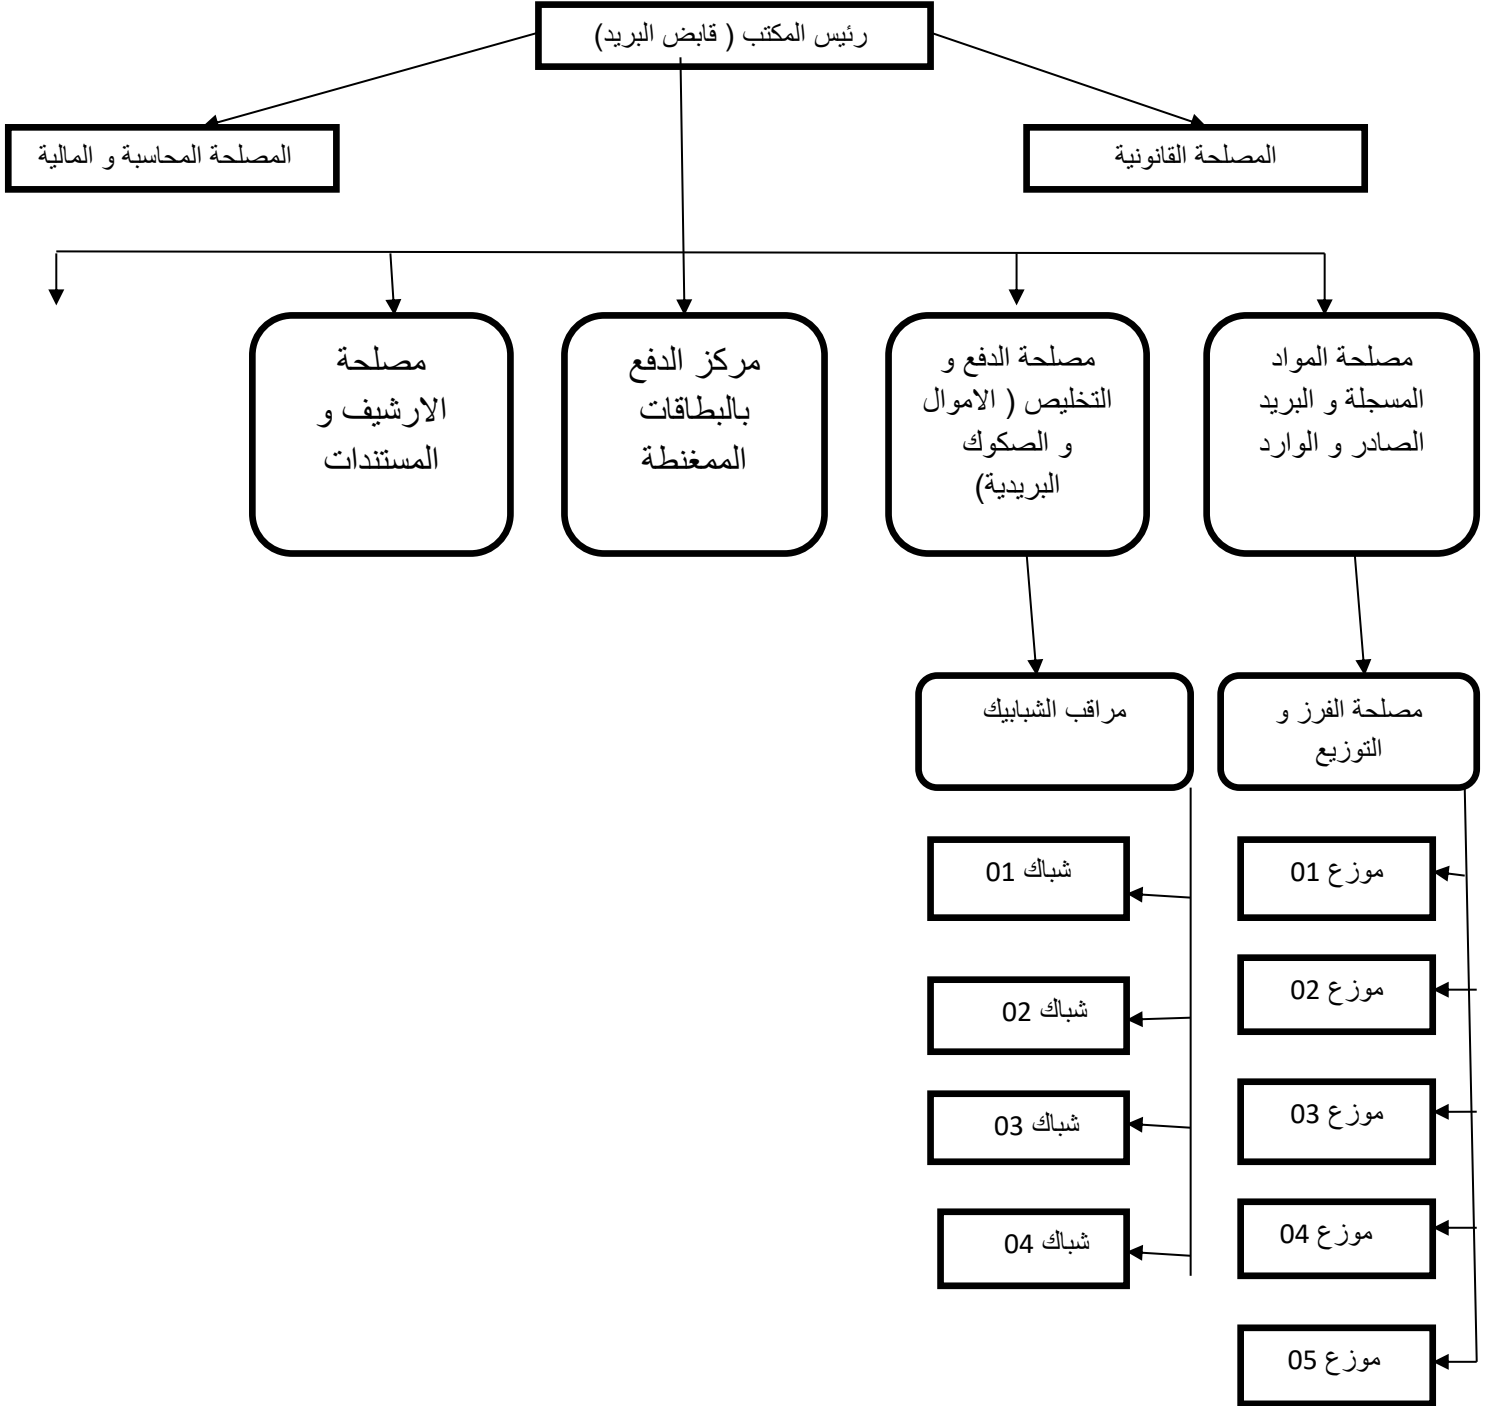 رئيس المكتب ( قابض البريد)
المصلحة القانونية
المصلحة المحاسبة و المالية
مصلحة المواد
المسجلة و البريد
الصادر و الوارد
مصلحة الدفع و
التخليص ( الاموال
و الصكوك
البريدية)
مركز الدفع
بالبطاقات
الممغنطة
مصلحة
الارشيف و
المستندات
مصلحة الفرز و
التوزيع
مراقب الشبابيك
موزع 01
موزع 02
موزع 03
موزع 04
موزع 05
شباك 01
شباك 02
شباك 03
شباك 04